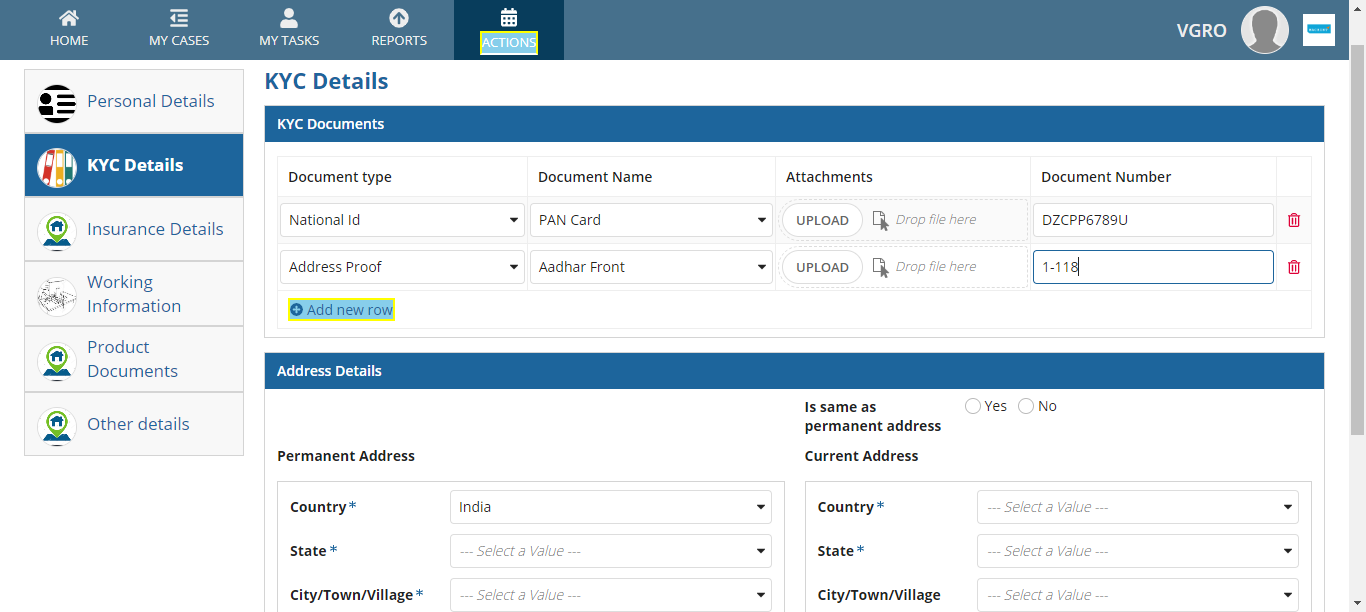 HOME
MY CASES
MY TASKS
REPORTS
ACTIONS
VGRO
Personal Details
KYC Details
Insurance Details
Working
Information
Product
Documents
Other details
KYC Details
KYC Documents
Document type Document Name Attachments Document Number
National Id PAN Card UPLOAD Drop file here DZCPP6789U
Address Proof Aadhar Front UPLOAD Drop file here 1-118
Add new row
Address Details
Is same as
permanent address
Yes No
Permanent Address
Current Address
Country* India
State* --- Select a Value ---
City/Town/Village* --- Select a Value ---
Country* --- Select a Value ---
State* --- Select a Value ---
City/Town/Village --- Select a Value ---